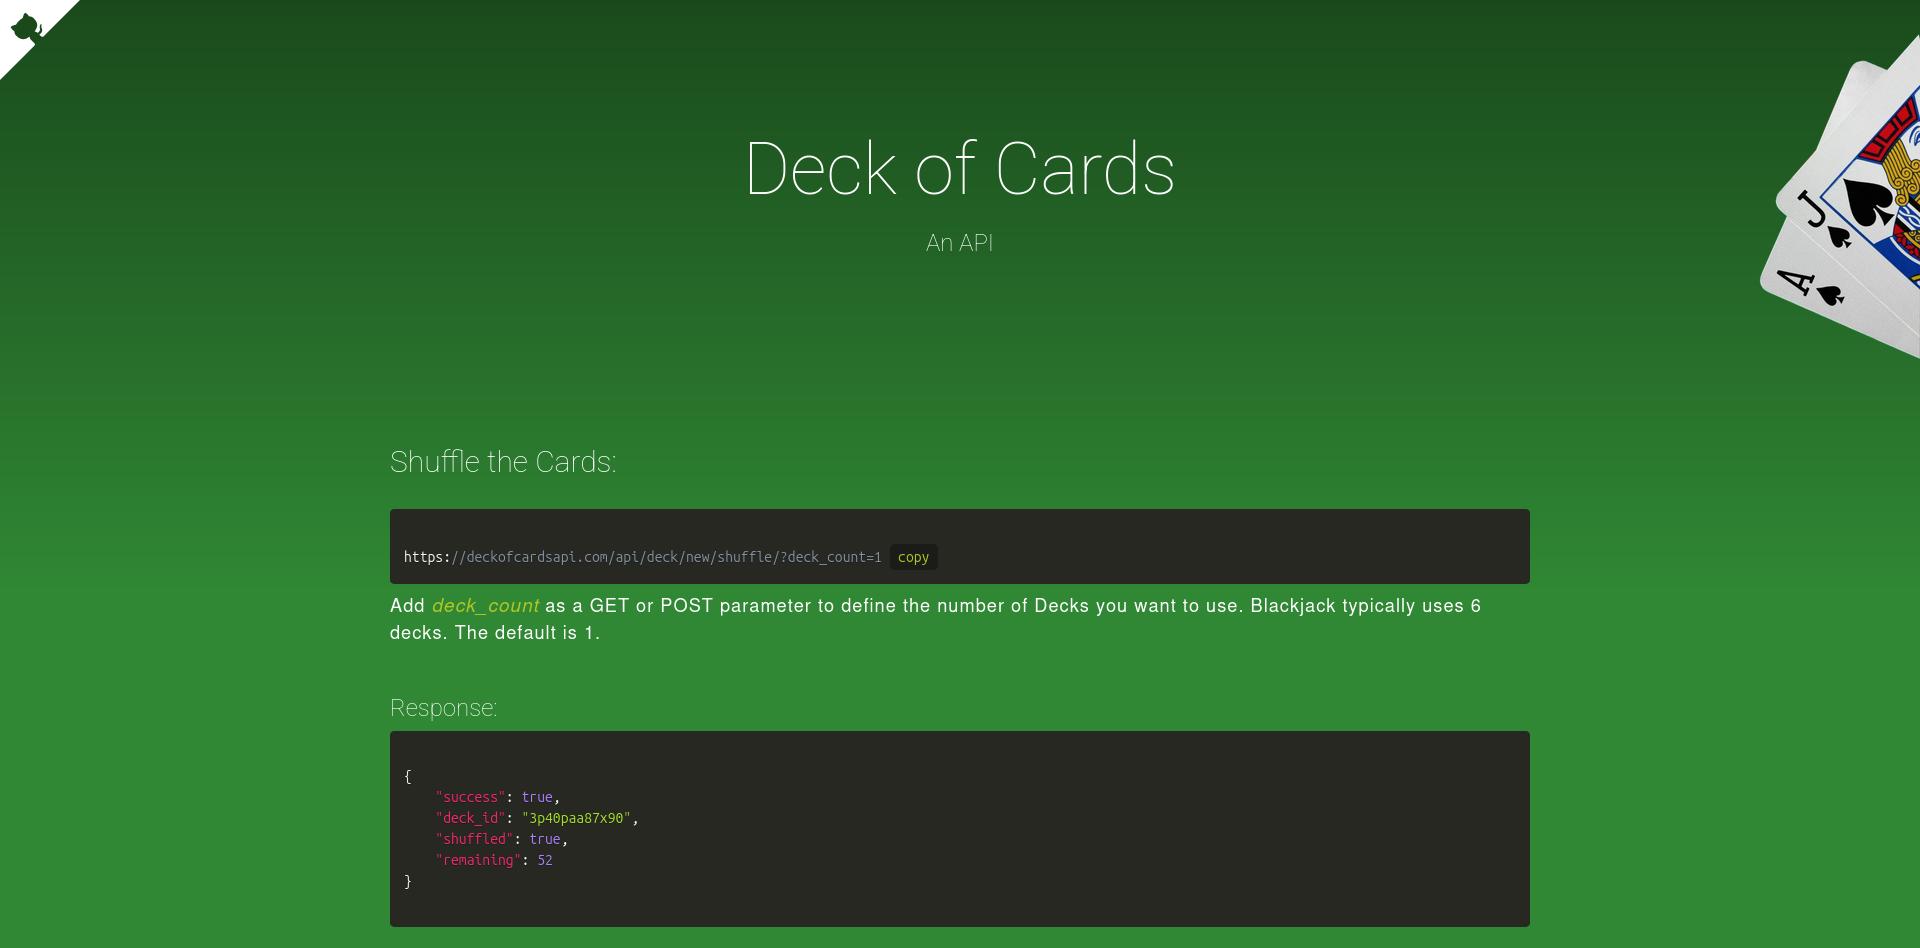 Deck of Cards
An API
J
A
Shuffle the Cards:
https://deckofcardsapi.com/api/deck/new/shuffle/?deck_count=1 copy
Add deck_count as a GET or POST parameter to define the number of Decks you want to use. Blackjack typically uses 6
decks. The default is 1.
Response:
{
    "success": true,
    "deck_id": "3p40paa87x90",
    "shuffled": true,
    "remaining": 52
}